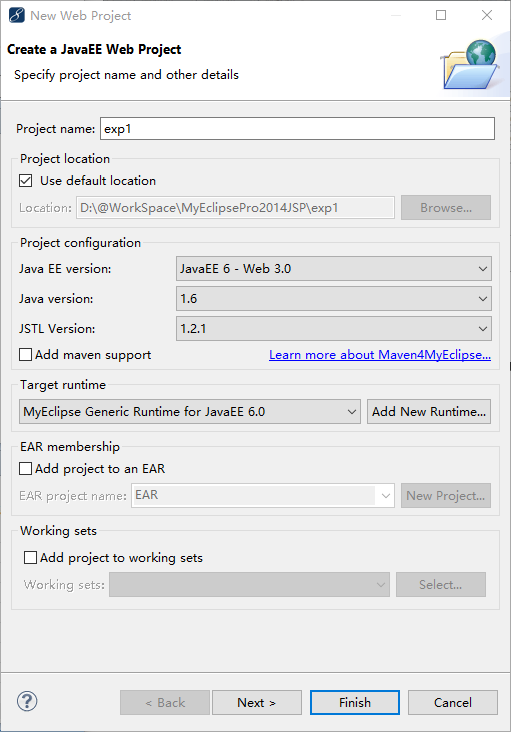 New Web Project
Create a JavaEE Web Project
Specify project name and other details
Project name: exp1
Project location
Use default location
Location: D:\@WorkSpace\MyEclipsePro2014JSP\exp1 Browse...
Project configuration
Java EE version: JavaEE 6 - Web 3.0
Java version: 1.6
JSTL Version: 1.2.1
Add maven support Learn more about Maven4MyEclipse...
Target runtime
MyEclipse Generic Runtime for JavaEE 6.0 Add New Runtime...
EAR membership
Add project to an EAR
EAR project name: EAR New Project...
Working sets
Add project to working sets
Working sets: Select...
? < Back Next > Finish Cancel